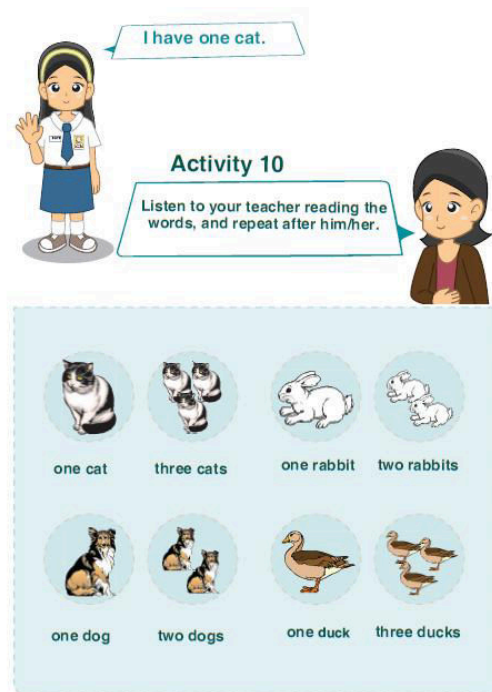 I have one cat.
Activity 10
Listen to your teacher reading the
words, and repeat after him/her.
one cat
three cats
one rabbit
two rabbits
one dog
two dogs
one duck
three ducks